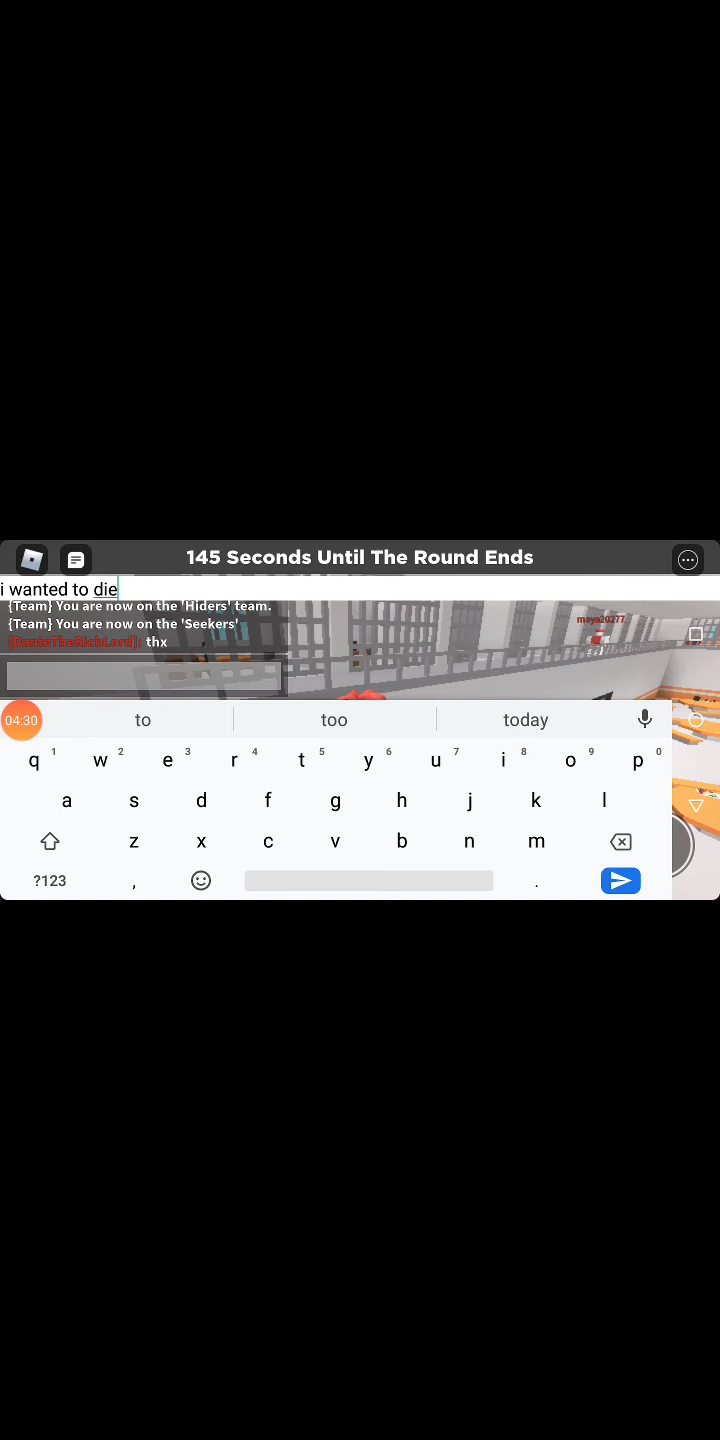 145 Seconds Until The Round Ends
i wanted to die
{Team} You are now on the 'Hiders' team.
{Team} You are now on the 'Seekers'
[DanteTheRichLord]: thx
meya20277
04:30
to too today
q 1 w 2 e 3 r 4 t 5 y 6 u 7 i 8 o 9 p 0
a s d f g h j k l
z x c v b n m
?123 , .